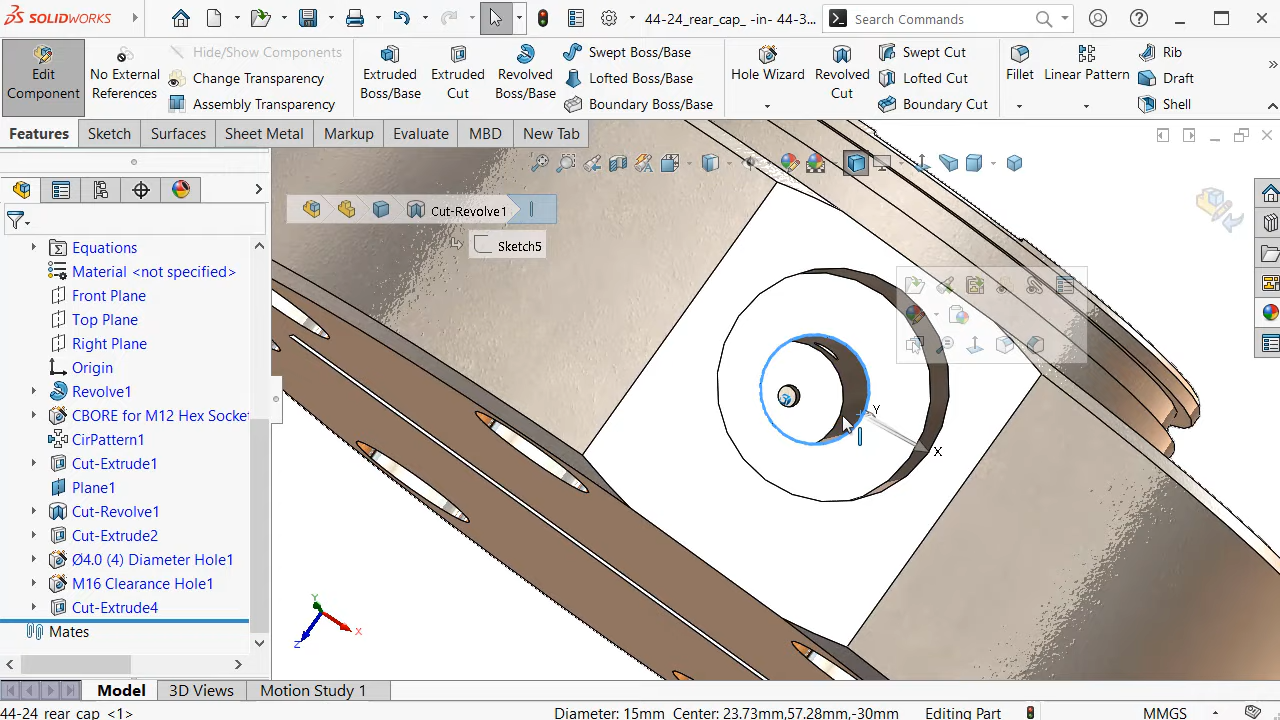 SOLIDWORKS
44-24_rear_cap_ -in- 44-3...
Search Commands
Edit Component
No External References
Hide/Show Components
Change Transparency
Assembly Transparency
Extruded Boss/Base
Extruded Cut
Revolved Boss/Base
Swept Boss/Base
Lofted Boss/Base
Boundary Boss/Base
Hole Wizard
Revolved Cut
Swept Cut
Lofted Cut
Boundary Cut
Fillet
Linear Pattern
Rib
Draft
Shell
Features
Sketch
Surfaces
Sheet Metal
Markup
Evaluate
MBD
New Tab
Cut-Revolve1
Sketch5
Equations
Material <not specified>
Front Plane
Top Plane
Right Plane
Origin
Revolve1
CBORE for M12 Hex Socke
CirPattern1
Cut-Extrude1
Plane1
Cut-Revolve1
Cut-Extrude2
Ø4.0 (4) Diameter Hole1
M16 Clearance Hole1
Cut-Extrude4
Mates
Y
X
Y
X
Z
Model
3D Views
Motion Study 1
44-24_rear_cap_<1>
Diameter: 15mm Center: 23.73mm,57.28mm,-30mm
Editing Part
MMGS